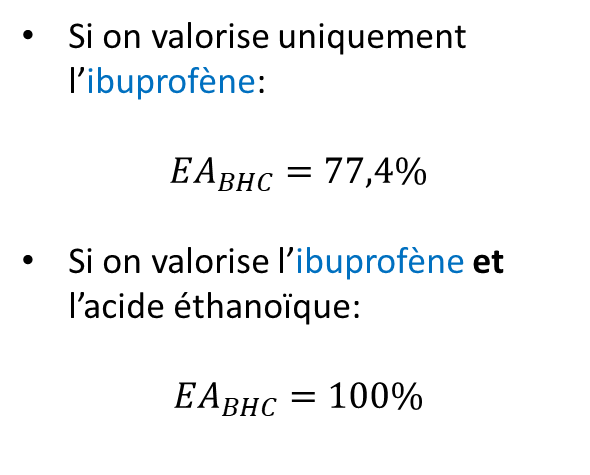 • Si on valorise uniquement
l’ibuprofène:
EA_BHC = 77,4%
• Si on valorise l’ibuprofène et
l’acide éthanoïque:
EA_BHC = 100%